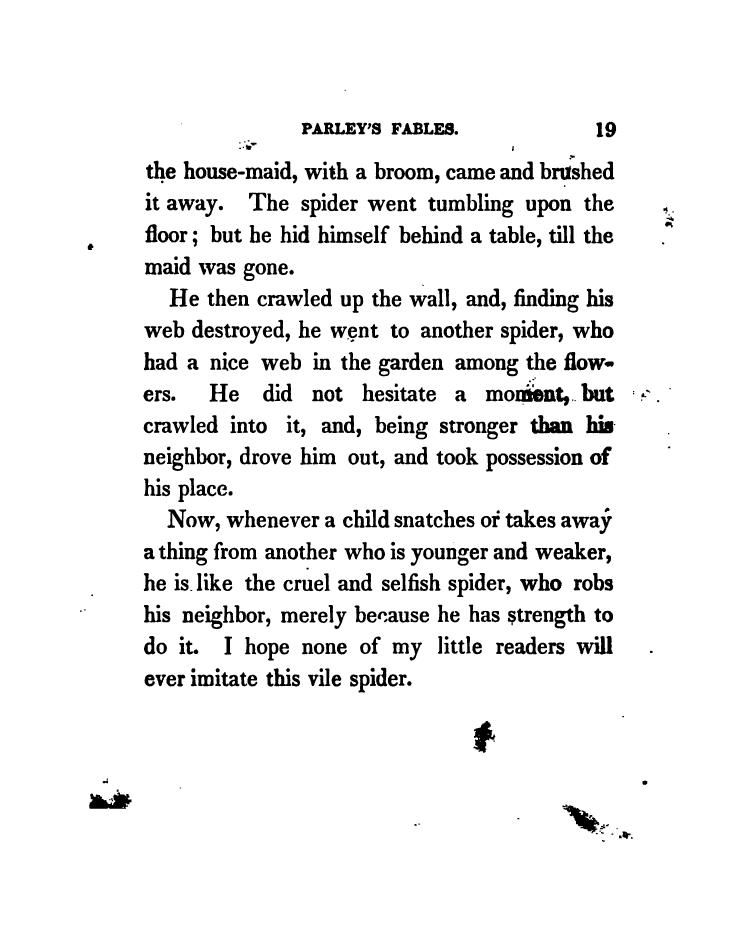 PARLEY'S FABLES. 19
the house-maid, with a broom, came and brushed
it away. The spider went tumbling upon the
floor; but he hid himself behind a table, till the
maid was gone.
He then crawled up the wall, and, finding his
web destroyed, he went to another spider, who
had a nice web in the garden among the flow-
ers. He did not hesitate a moment, but
crawled into it, and, being stronger than his
neighbor, drove him out, and took possession of
his place.
Now, whenever a child snatches or takes away
a thing from another who is younger and weaker,
he is like the cruel and selfish spider, who robs
his neighbor, merely because he has strength to
do it. I hope none of my little readers will
ever imitate this vile spider.